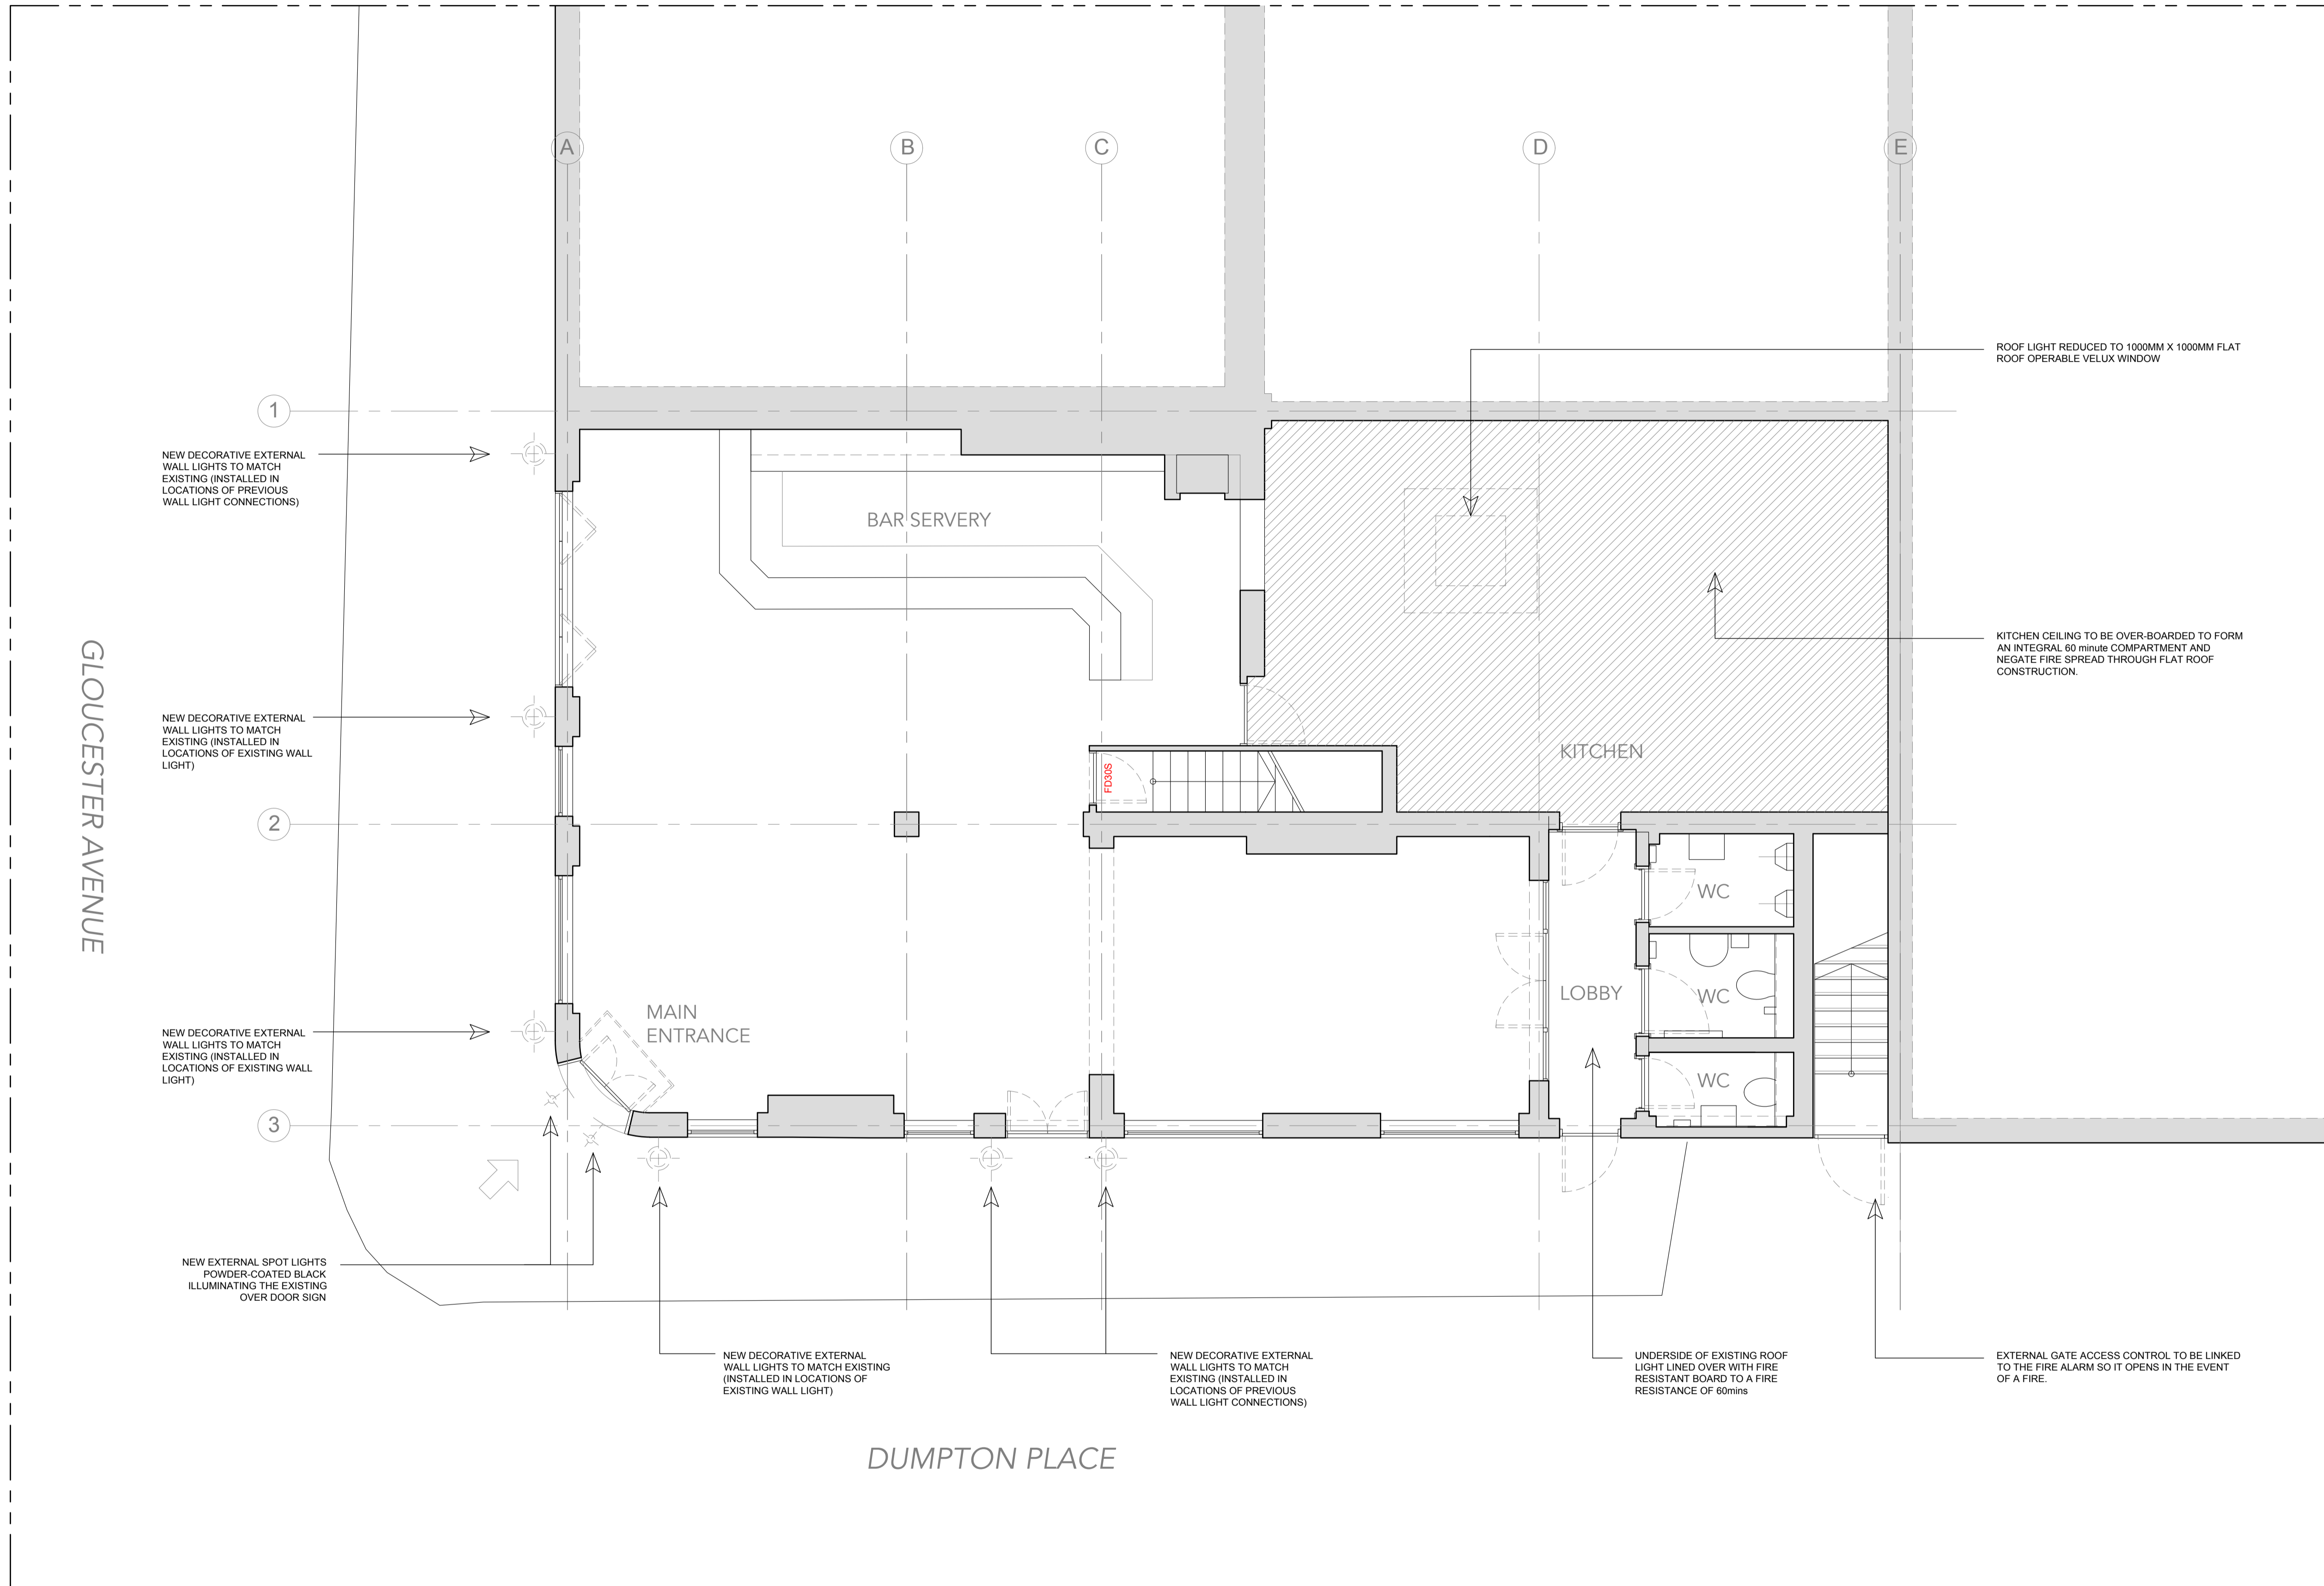 A
B
C
D
E
1
2
3
ROOF LIGHT REDUCED TO 1000MM X 1000MM FLAT
ROOF OPERABLE VELUX WINDOW
NEW DECORATIVE EXTERNAL
WALL LIGHTS TO MATCH
EXISTING (INSTALLED IN
LOCATIONS OF PREVIOUS
WALL LIGHT CONNECTIONS)
BAR SERVERY
KITCHEN CEILING TO BE OVER-BOARDED TO FORM
AN INTEGRAL 60 minute COMPARTMENT AND
NEGATE FIRE SPREAD THROUGH FLAT ROOF
CONSTRUCTION.
GLOUCESTER AVENUE
NEW DECORATIVE EXTERNAL
WALL LIGHTS TO MATCH
EXISTING (INSTALLED IN
LOCATIONS OF EXISTING WALL
LIGHT)
KITCHEN
FD30S
WC
WC
WC
LOBBY
MAIN
ENTRANCE
NEW DECORATIVE EXTERNAL
WALL LIGHTS TO MATCH
EXISTING (INSTALLED IN
LOCATIONS OF EXISTING WALL
LIGHT)
NEW EXTERNAL SPOT LIGHTS
POWDER-COATED BLACK
ILLUMINATING THE EXISTING
OVER DOOR SIGN
NEW DECORATIVE EXTERNAL
WALL LIGHTS TO MATCH EXISTING
(INSTALLED IN LOCATIONS OF
EXISTING WALL LIGHT)
NEW DECORATIVE EXTERNAL
WALL LIGHTS TO MATCH
EXISTING (INSTALLED IN
LOCATIONS OF PREVIOUS
WALL LIGHT CONNECTIONS)
UNDERSIDE OF EXISTING ROOF
LIGHT LINED OVER WITH FIRE
RESISTANT BOARD TO A FIRE
RESISTANCE OF 60mins
EXTERNAL GATE ACCESS CONTROL TO BE LINKED
TO THE FIRE ALARM SO IT OPENS IN THE EVENT
OF A FIRE.
DUMPTON PLACE